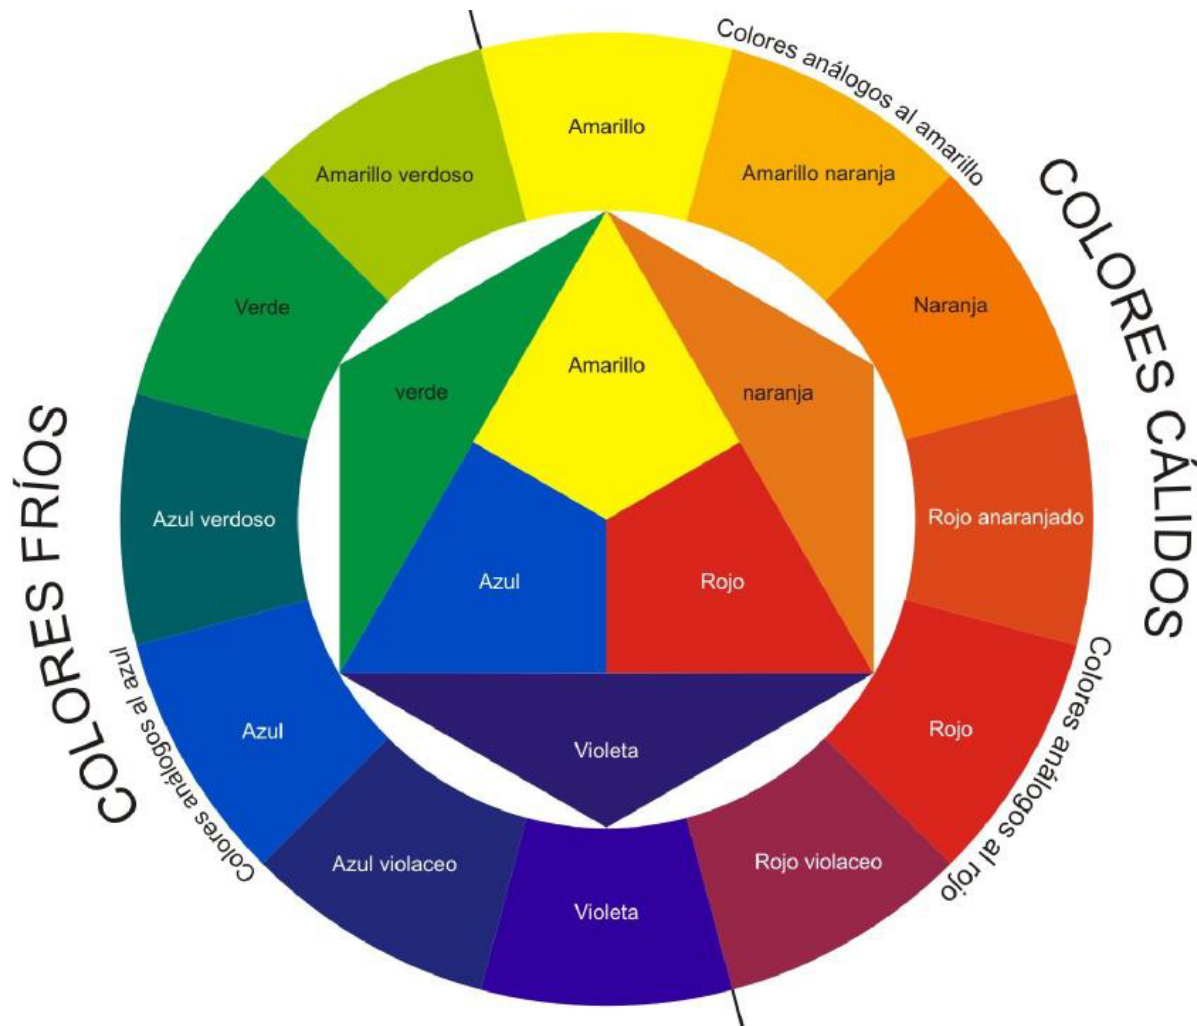 Colores análogos al amarillo
COLORES CÁLIDOS
Amarillo
Amarillo verdoso
Amarillo naranja
Verde
Naranja
Amarillo
verde
naranja
COLORES FRÍOS
Azul verdoso
Rojo anaranjado
Azul
Rojo
Colores análogos al azul
Colores análogos al rojo
Azul
Rojo
Violeta
Azul violaceo
Rojo violaceo
Violeta